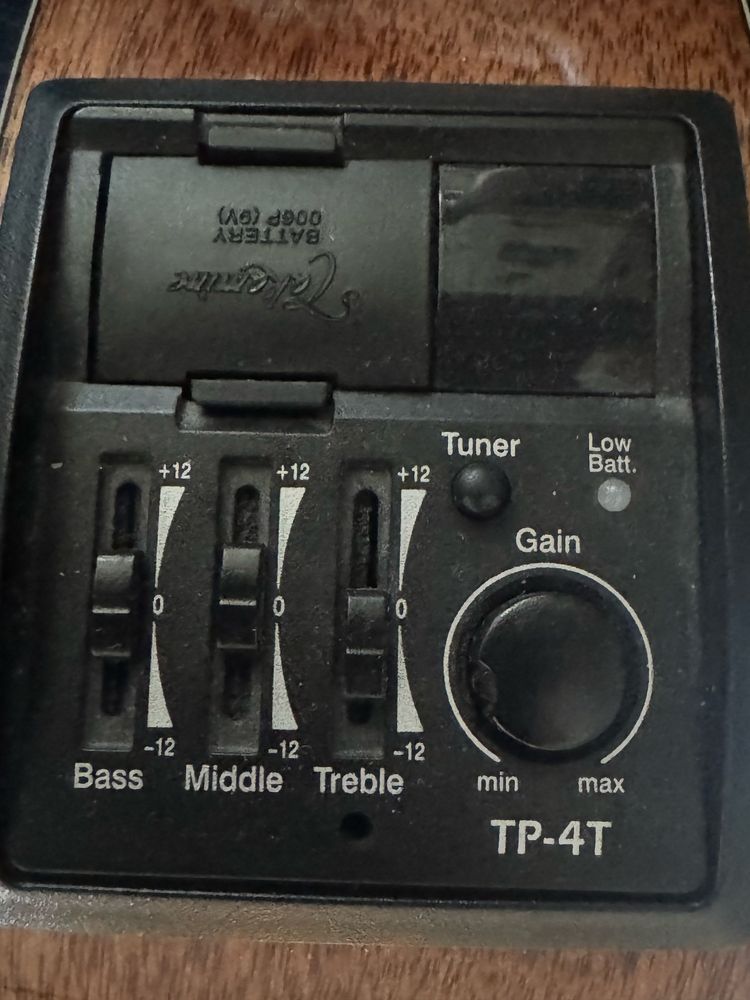 Takamine
BATTERY
006P (9V)
Tuner
Low
Batt.
+12
+12
+12
Gain
0
0
0
-12
-12
-12
Bass
Middle
Treble
min
max
TP-4T